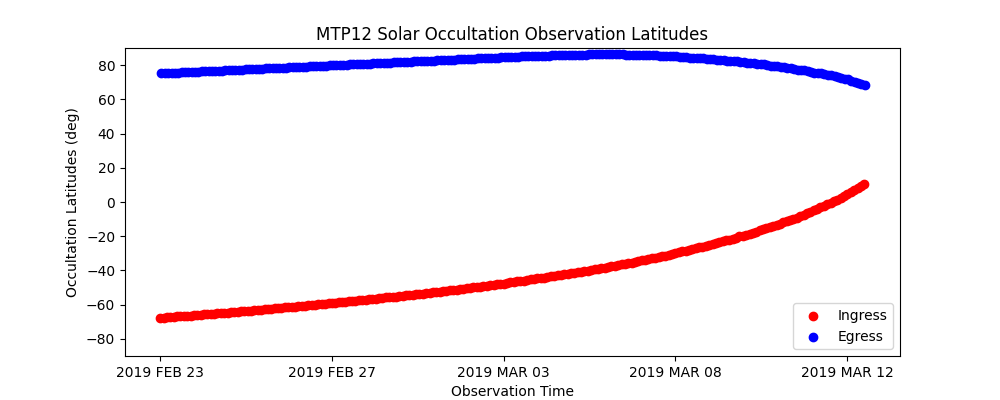 MTP12 Solar Occultation Observation Latitudes
Occultation Latitudes (deg)
80
60
40
20
0
−20
−40
−60
−80
Ingress
Egress
2019 FEB 23 2019 FEB 27 2019 MAR 03 2019 MAR 08 2019 MAR 12
Observation Time